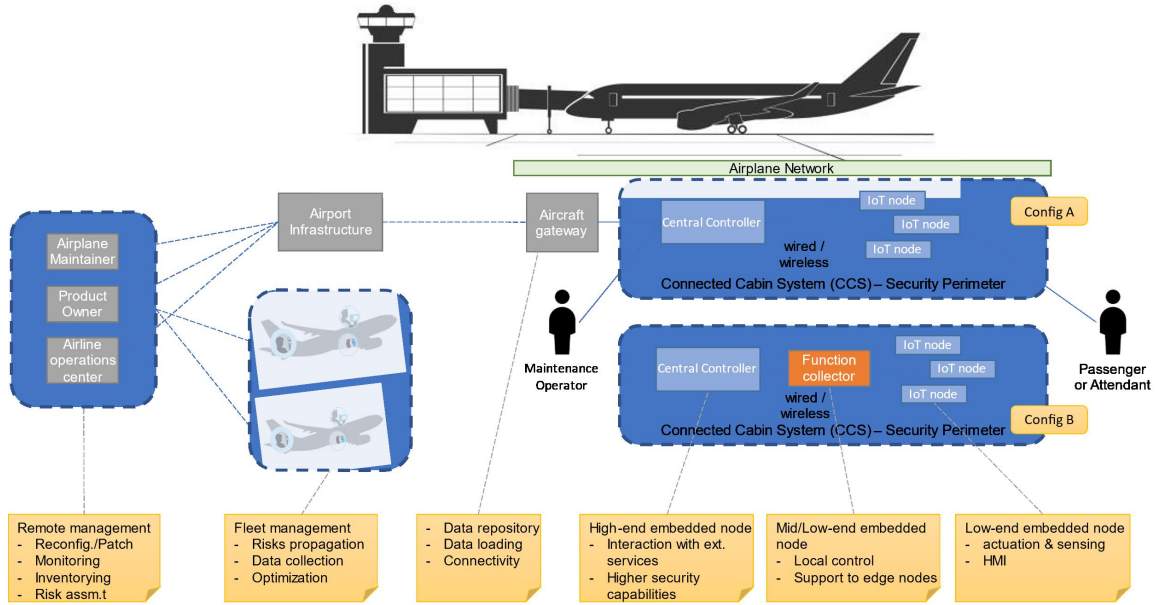 Airplane Network
Airport
Infrastructure
Aircraft
gateway
Central Controller
IoT node
IoT node
IoT node
wired /
wireless
Connected Cabin System (CCS) – Security Perimeter
Config A
Airplane
Maintainer
Product
Owner
Airline
operations
center
Maintenance
Operator
Passenger
or Attendant
Central Controller
Function
collector
IoT node
IoT node
IoT node
wired /
wireless
Connected Cabin System (CCS) – Security Perimeter
Config B
Remote management
- Reconfig./Patch
- Monitoring
- Inventorying
- Risk assm.t
Fleet management
- Risks propagation
- Data collection
- Optimization
- Data repository
- Data loading
- Connectivity
High-end embedded node
- Interaction with ext.
services
- Higher security
capabilities
Mid/Low-end embedded
node
- Local control
- Support to edge nodes
Low-end embedded node
- actuation & sensing
- HMI